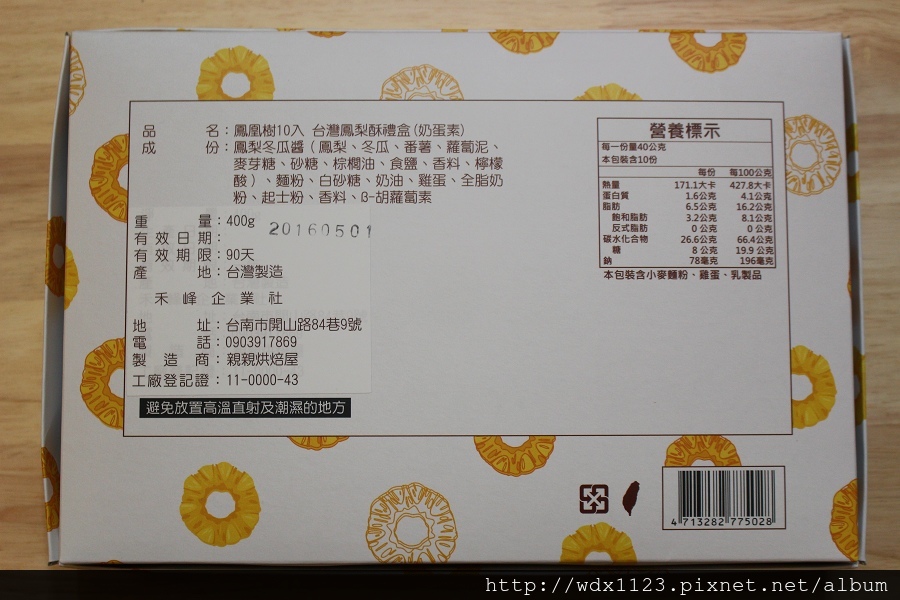 品名：鳳凰樹10入 台灣鳳梨酥禮盒(奶蛋素)
成份：鳳梨冬瓜醬（鳳梨、冬瓜、番薯、蘿蔔泥、
麥芽糖、砂糖、棕櫚油、食鹽、香料、檸檬
酸）、麵粉、白砂糖、奶油、雞蛋、全脂奶
粉、起士粉、香料、ß-胡蘿蔔素
重量：400g
有效日期：20160501
有效期限：90天
產地：台灣製造
禾峰企業社
地址：台南市開山路84巷9號
電話：0903917869
製造商：親親烘焙屋
工廠登記證：11-0000-43
避免放置高溫直射及潮濕的地方
營養標示
每一份量40公克
本包裝含10份
每份 每100公克
熱量 171.1大卡 427.8大卡
蛋白質 1.6公克 4.1公克
脂肪 6.5公克 16.2公克
飽和脂肪 3.2公克 8.1公克
反式脂肪 0公克 0公克
碳水化合物 26.6公克 66.4公克
糖 8公克 19.9公克
鈉 78毫克 196毫克
本包裝含小麥麵粉、雞蛋、乳製品
4 713282 775028
http://wdx1123.pixnet.net/album